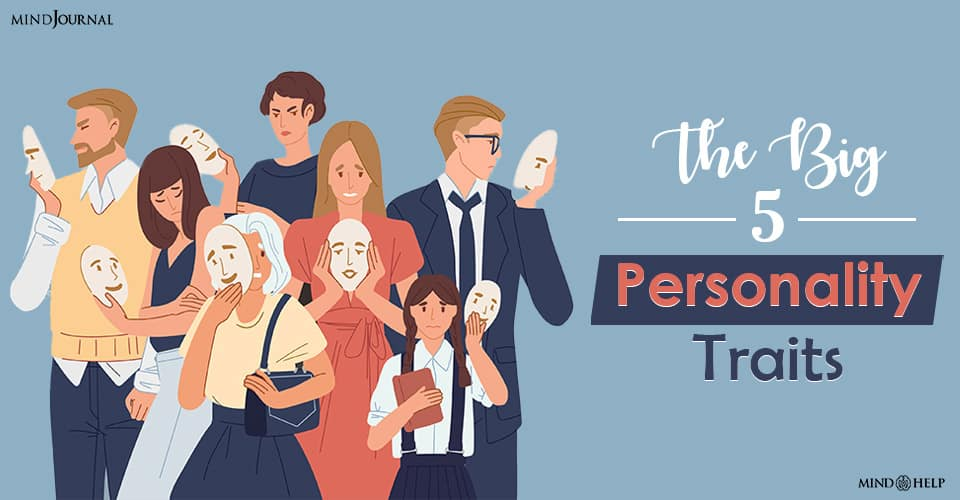 MINDJOURNAL
The Big
5
Personality
Traits
MIND HELP